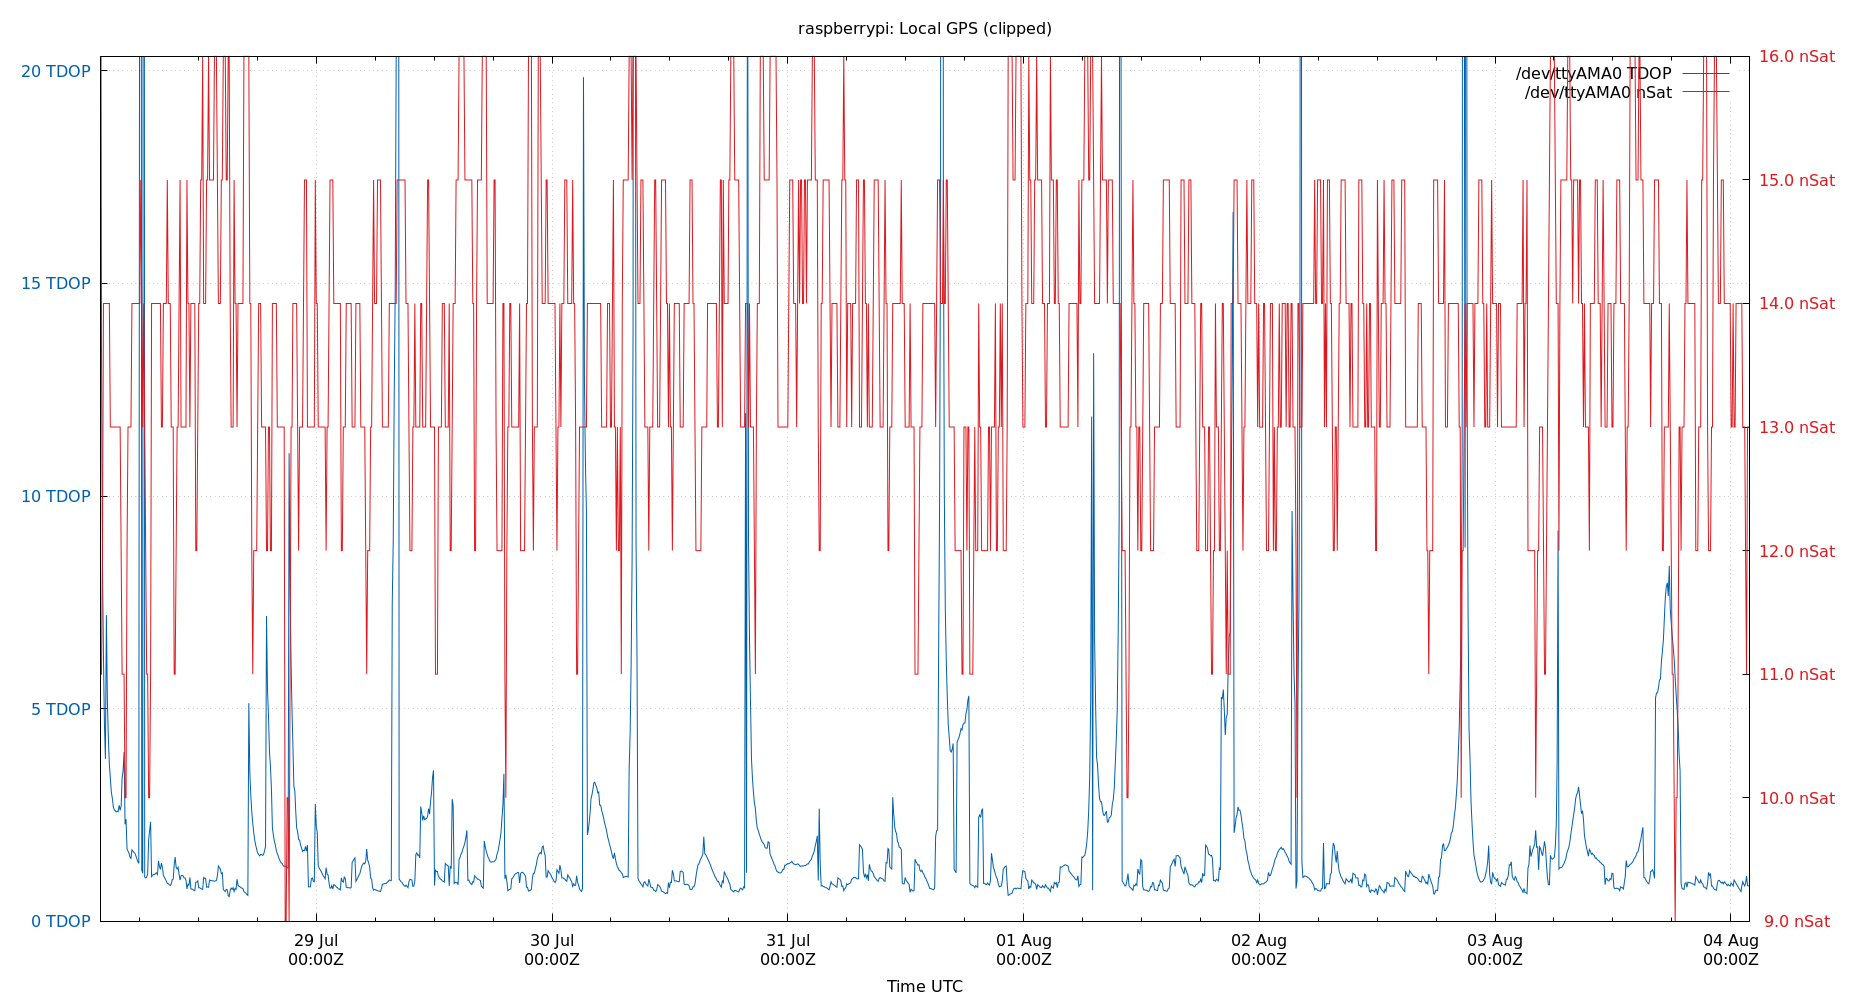 raspberrypi: Local GPS (clipped)
20 TDOP
15 TDOP
10 TDOP
5 TDOP
0 TDOP
16.0 nSat
15.0 nSat
14.0 nSat
13.0 nSat
12.0 nSat
11.0 nSat
10.0 nSat
9.0 nSat
/dev/ttyAMA0 TDOP
/dev/ttyAMA0 nSat
29 Jul
00:00Z
30 Jul
00:00Z
31 Jul
00:00Z
01 Aug
00:00Z
02 Aug
00:00Z
03 Aug
00:00Z
04 Aug
00:00Z
Time UTC